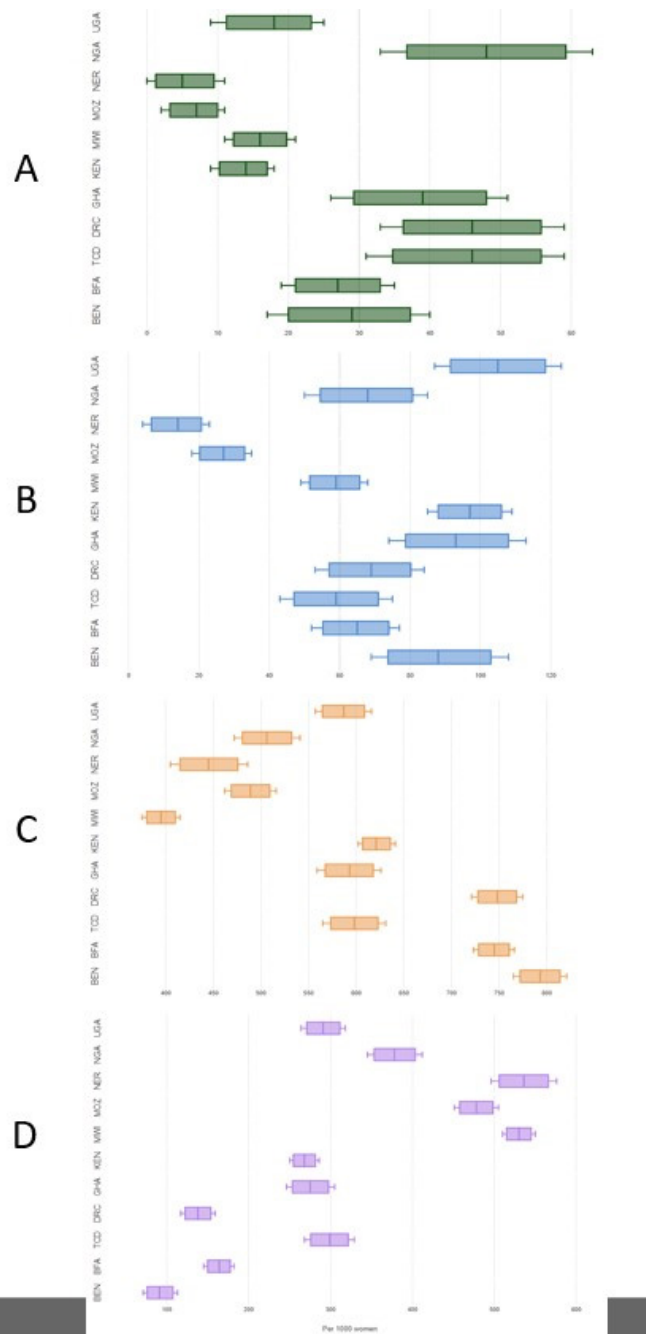 A
UGA
NGA
NER
MOZ
MWI
KEN
GHA
DRC
TCD
BFA
BEN
0 10 20 30 40 50 60
B
UGA
NGA
NER
MOZ
MWI
KEN
GHA
DRC
TCD
BFA
BEN
0 20 40 60 80 100 120
C
UGA
NGA
NER
MOZ
MWI
KEN
GHA
DRC
TCD
BFA
BEN
400 450 500 550 600 650 700 750 800
D
UGA
NGA
NER
MOZ
MWI
KEN
GHA
DRC
TCD
BFA
BEN
100 200 300 400 500 600
Per 1000 women